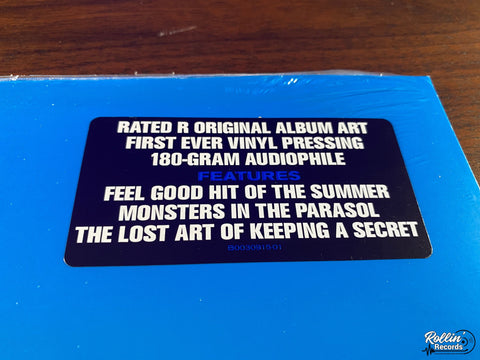 RATED R ORIGINAL ALBUM ART
FIRST EVER VINYL PRESSING
180-GRAM AUDIOPHILE
FEATURES
FEEL GOOD HIT OF THE SUMMER
MONSTERS IN THE PARASOL
THE LOST ART OF KEEPING A SECRET
Rollin'
Records